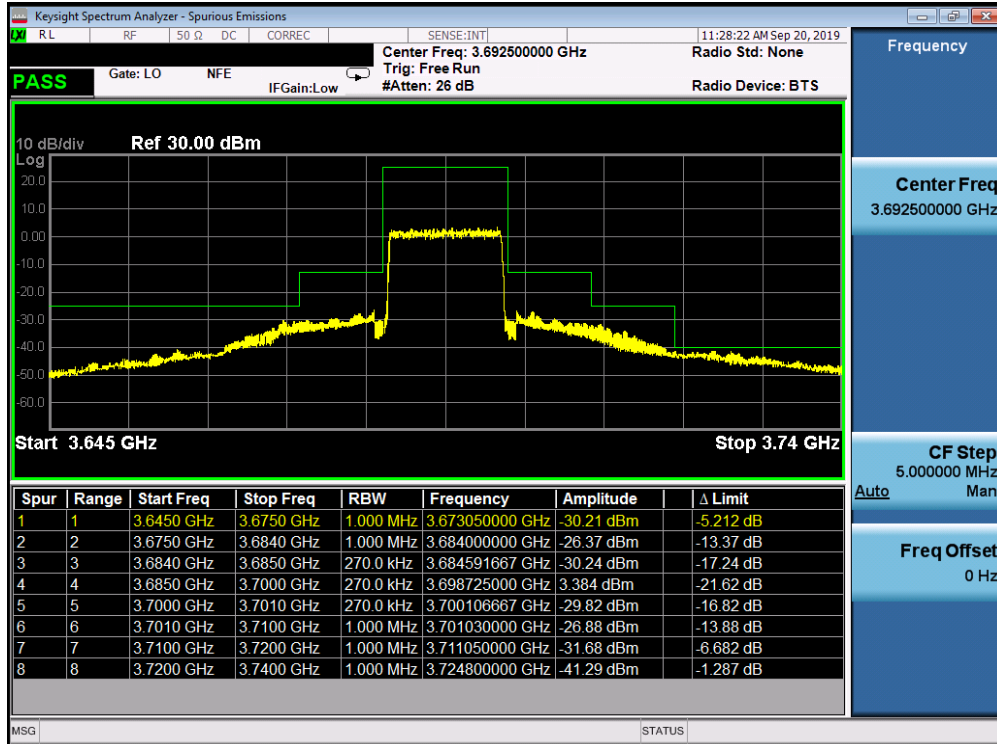 Keysight Spectrum Analyzer - Spurious Emissions
LXI RL RF 50 Ω DC CORREC SENSE:INT 11:28:22 AM Sep 20, 2019
Center Freq: 3.692500000 GHz Radio Std: None
Trig: Free Run
PASS Gate: LO NFE IFGain:Low #Atten: 26 dB Radio Device: BTS
Frequency
10 dB/div Ref 30.00 dBm
Log
20.0
10.0
0.00
-10.0
-20.0
-30.0
-40.0
-50.0
-60.0
Start 3.645 GHz Stop 3.74 GHz
Center Freq
3.692500000 GHz
CF Step
5.000000 MHz
Auto Man
Freq Offset
0 Hz
Spur Range Start Freq Stop Freq RBW Frequency Amplitude Δ Limit
1 1 3.6450 GHz 3.6750 GHz 1.000 MHz 3.673050000 GHz -30.21 dBm -5.212 dB
2 2 3.6750 GHz 3.6840 GHz 1.000 MHz 3.684000000 GHz -26.37 dBm -13.37 dB
3 3 3.6840 GHz 3.6850 GHz 270.0 kHz 3.684591667 GHz -30.24 dBm -17.24 dB
4 4 3.6850 GHz 3.7000 GHz 270.0 kHz 3.698725000 GHz 3.384 dBm -21.62 dB
5 5 3.7000 GHz 3.7010 GHz 270.0 kHz 3.700106667 GHz -29.82 dBm -16.82 dB
6 6 3.7010 GHz 3.7100 GHz 1.000 MHz 3.701030000 GHz -26.88 dBm -13.88 dB
7 7 3.7100 GHz 3.7200 GHz 1.000 MHz 3.711050000 GHz -31.68 dBm -6.682 dB
8 8 3.7200 GHz 3.7400 GHz 1.000 MHz 3.724800000 GHz -41.29 dBm -1.287 dB
MSG STATUS